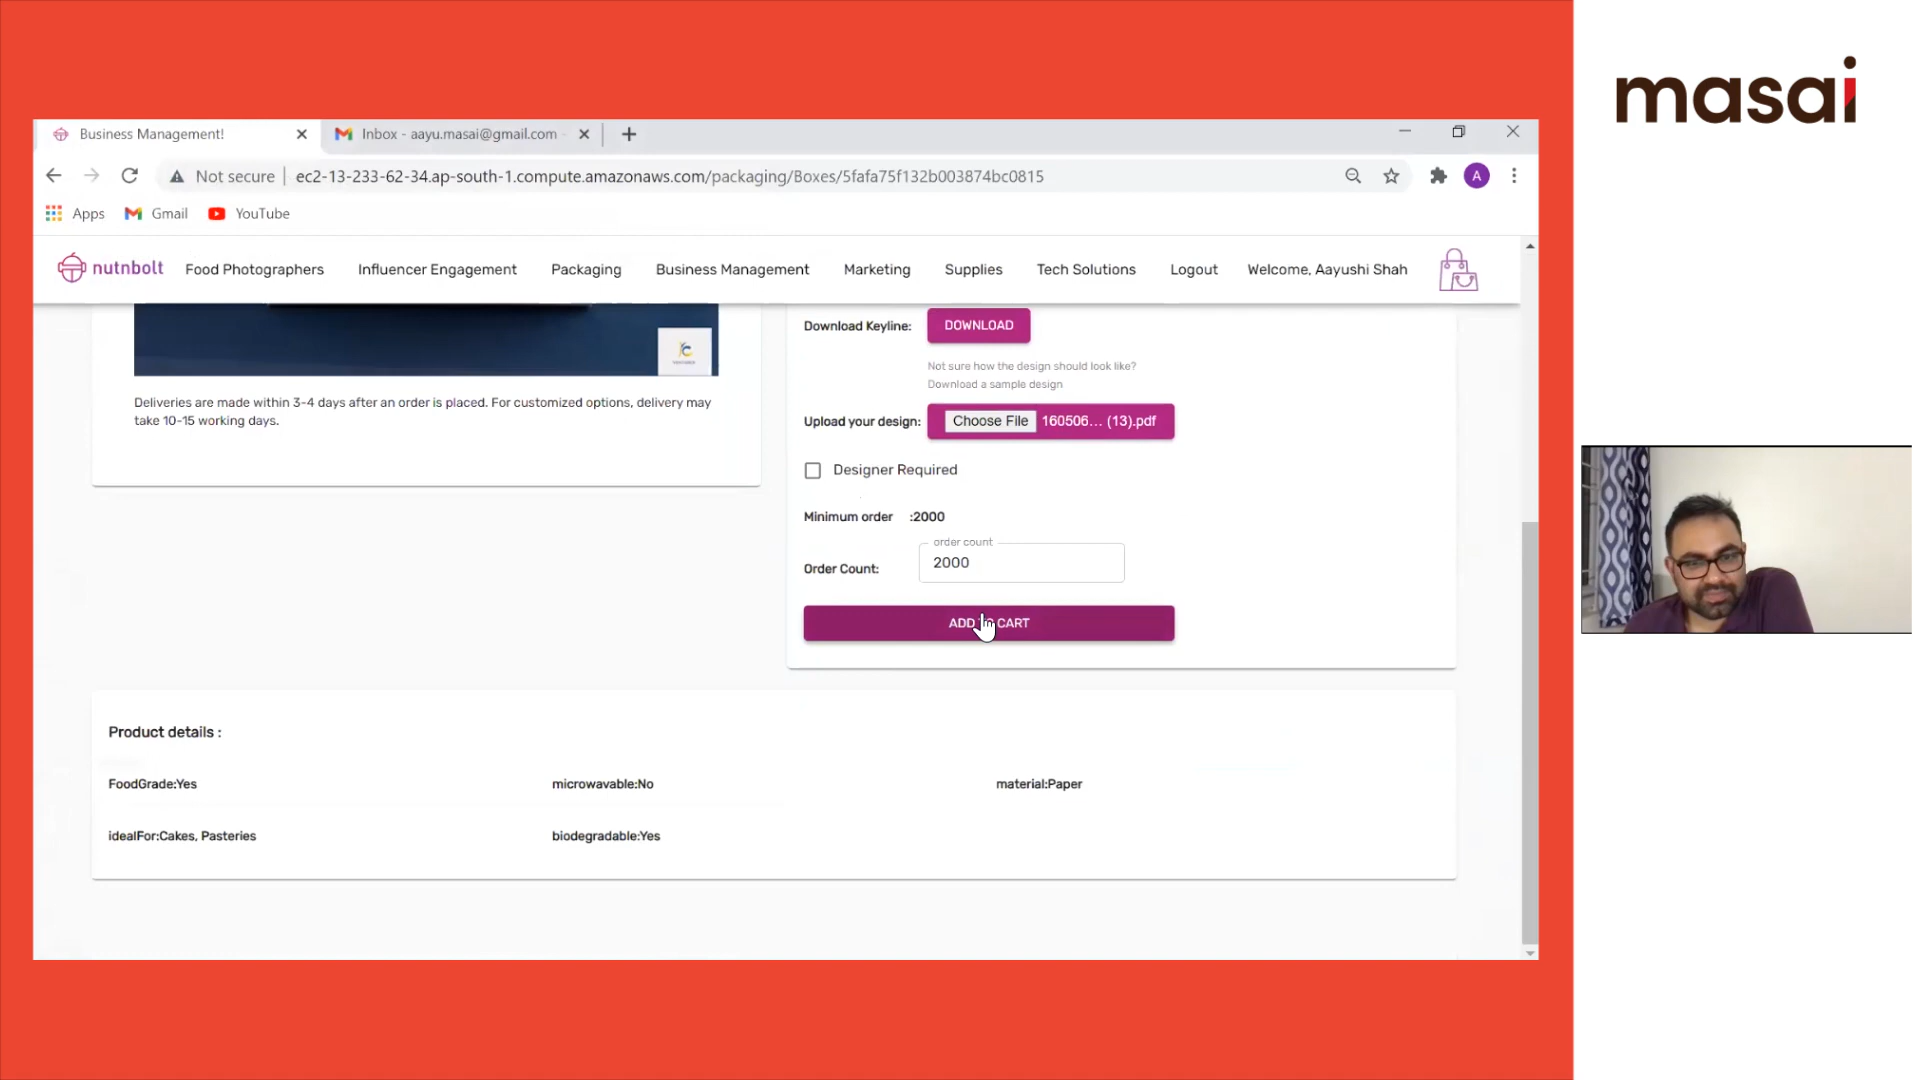 masai
Business Management!
Inbox - aayu.masai@gmail.com -
Not secure
ec2-13-233-62-34.ap-south-1.compute.amazonaws.com/packaging/Boxes/5fafa75f132b003874bc0815
A
Apps
Gmail
YouTube
nutnbolt
Food Photographers
Influencer Engagement
Packaging
Business Management
Marketing
Supplies
Tech Solutions
Logout
Welcome, Aayushi Shah
Download Keyline:
DOWNLOAD
Not sure how the design should look like?
Download a sample design
Deliveries are made within 3-4 days after an order is placed. For customized options, delivery may
take 10-15 working days.
Upload your design:
Choose File
160506... (13).pdf
Designer Required
Minimum order :2000
order count
Order Count:
2000
ADD TO CART
Product details :
FoodGrade:Yes
microwavable:No
material:Paper
idealFor:Cakes, Pasteries
biodegradable:Yes